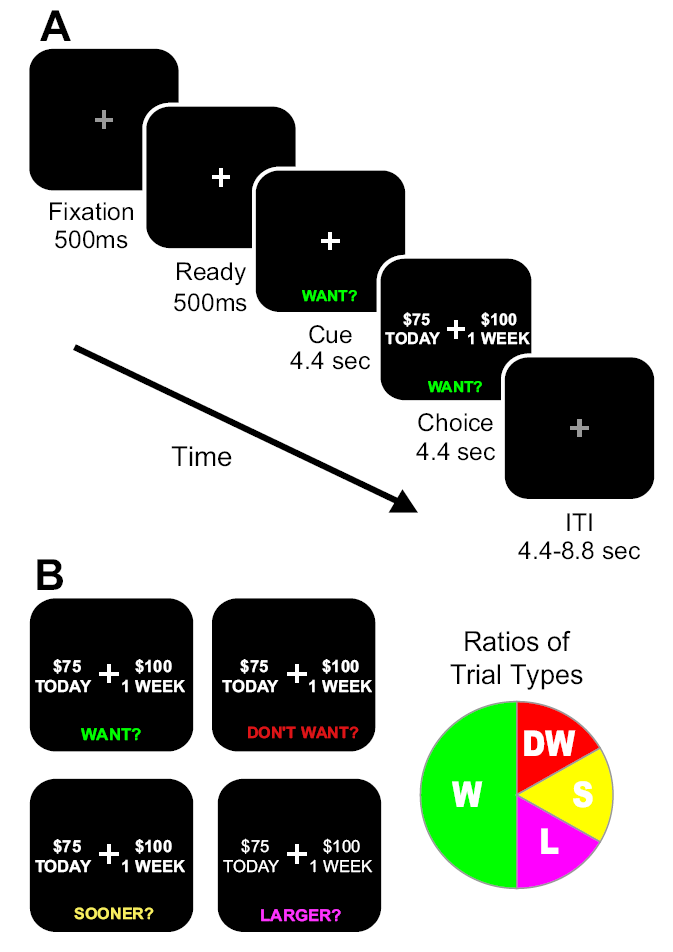 A
Fixation
500ms
Ready
500ms
WANT?
Cue
4.4 sec
$75 $100
TODAY 1 WEEK
WANT?
Choice
4.4 sec
ITI
4.4-8.8 sec
Time
B
$75 $100
TODAY 1 WEEK
WANT?
$75 $100
TODAY 1 WEEK
DON'T WANT?
$75 $100
TODAY 1 WEEK
SOONER?
$75 $100
TODAY 1 WEEK
LARGER?
Ratios of
Trial Types
DW
W
S
L